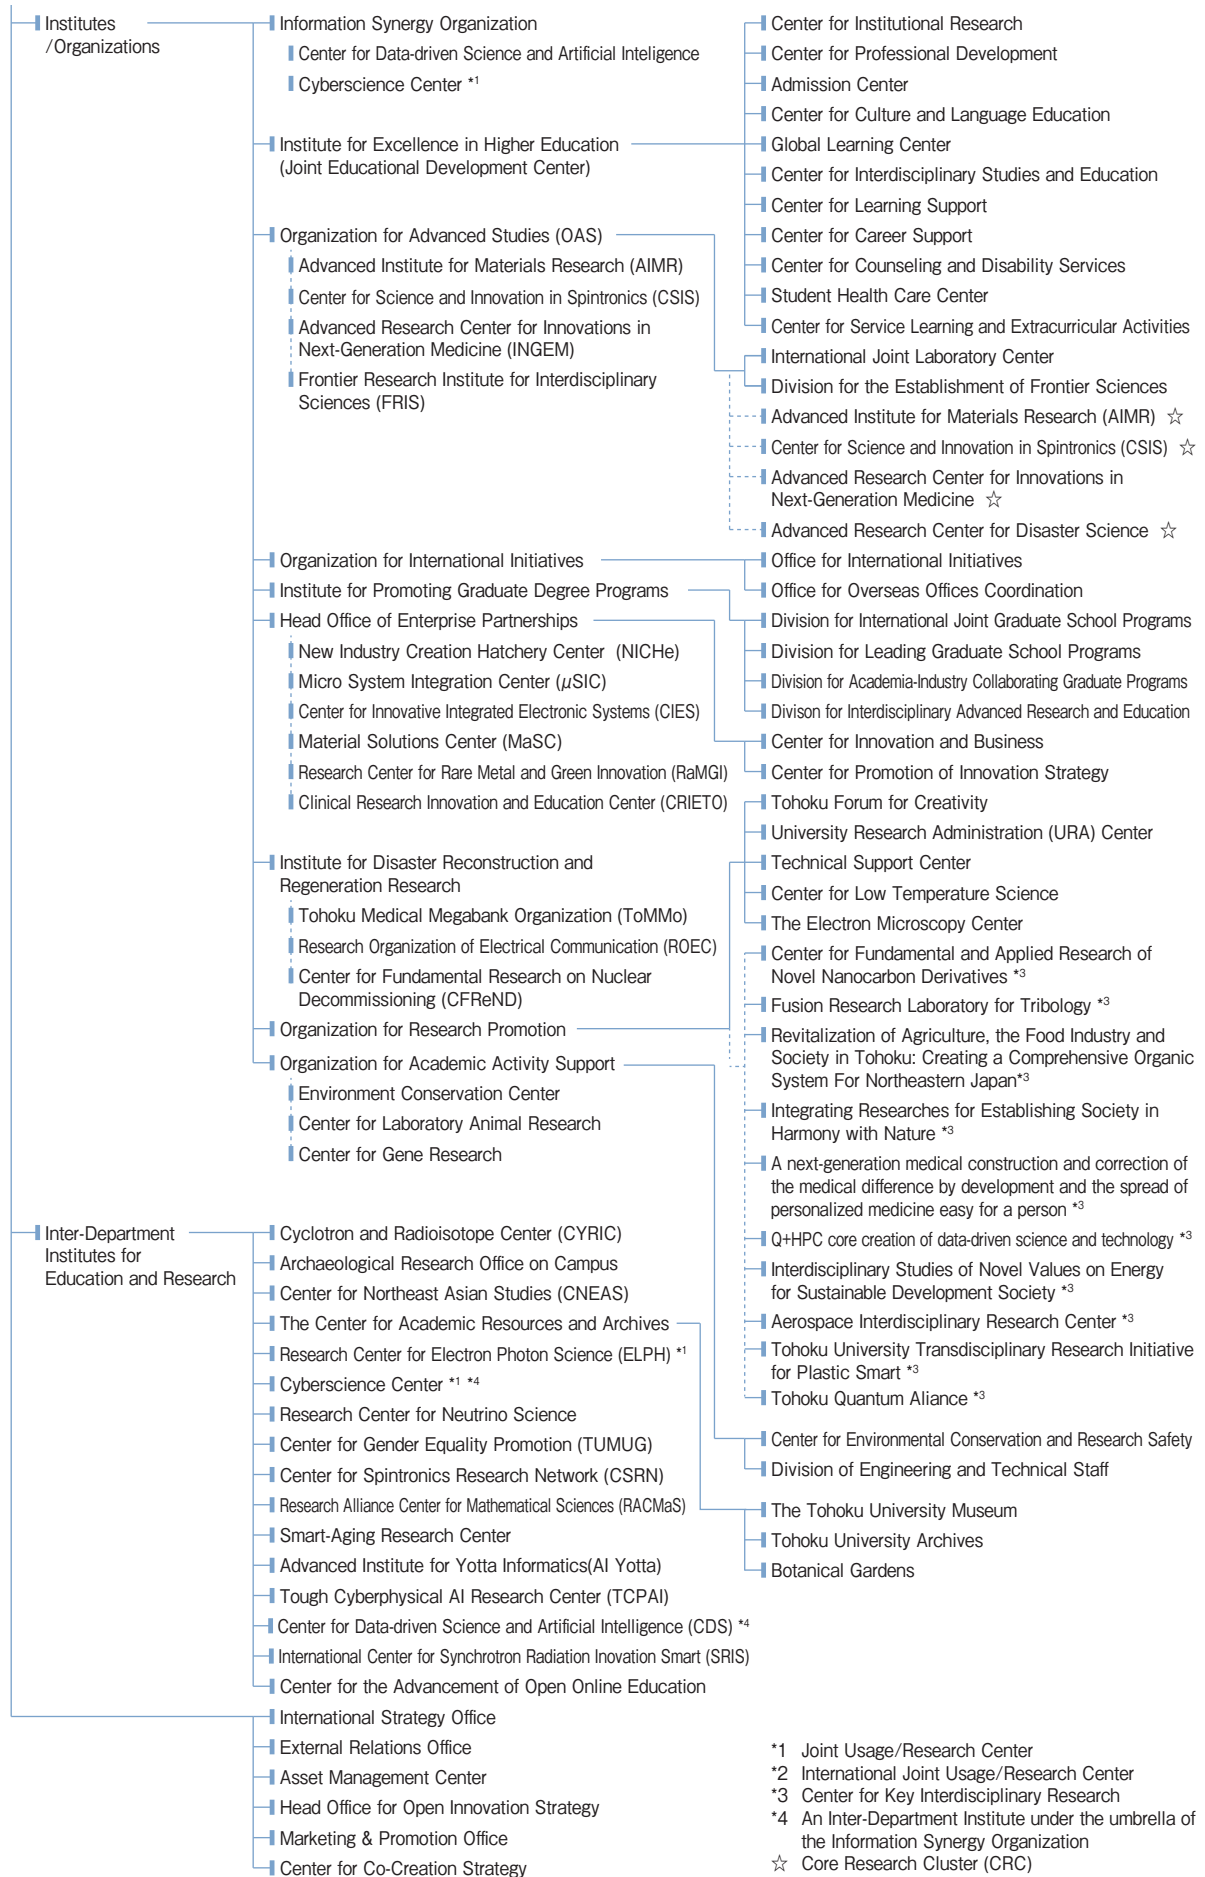 Institutes
/Organizations
Information Synergy Organization
Center for Data-driven Science and Artificial Inteligence
Cyberscience Center *1
Institute for Excellence in Higher Education
(Joint Educational Development Center)
Center for Institutional Research
Center for Professional Development
Admission Center
Center for Culture and Language Education
Global Learning Center
Center for Interdisciplinary Studies and Education
Center for Learning Support
Center for Career Support
Center for Counseling and Disability Services
Student Health Care Center
Center for Service Learning and Extracurricular Activities
Organization for Advanced Studies (OAS)
Advanced Institute for Materials Research (AIMR)
Center for Science and Innovation in Spintronics (CSIS)
Advanced Research Center for Innovations in
Next-Generation Medicine (INGEM)
Frontier Research Institute for Interdisciplinary
Sciences (FRIS)
International Joint Laboratory Center
Division for the Establishment of Frontier Sciences
Advanced Institute for Materials Research (AIMR) ☆
Center for Science and Innovation in Spintronics (CSIS) ☆
Advanced Research Center for Innovations in
Next-Generation Medicine ☆
Advanced Research Center for Disaster Science ☆
Organization for International Initiatives
Office for International Initiatives
Office for Overseas Offices Coordination
Institute for Promoting Graduate Degree Programs
Division for International Joint Graduate School Programs
Division for Leading Graduate School Programs
Division for Academia-Industry Collaborating Graduate Programs
Divison for Interdisciplinary Advanced Research and Education
Head Office of Enterprise Partnerships
New Industry Creation Hatchery Center (NICHe)
Micro System Integration Center (μSIC)
Center for Innovative Integrated Electronic Systems (CIES)
Material Solutions Center (MaSC)
Research Center for Rare Metal and Green Innovation (RaMGI)
Clinical Research Innovation and Education Center (CRIETO)
Center for Innovation and Business
Center for Promotion of Innovation Strategy
Institute for Disaster Reconstruction and
Regeneration Research
Tohoku Medical Megabank Organization (ToMMo)
Research Organization of Electrical Communication (ROEC)
Center for Fundamental Research on Nuclear
Decommissioning (CFReND)
Organization for Research Promotion
Tohoku Forum for Creativity
University Research Administration (URA) Center
Technical Support Center
Center for Low Temperature Science
The Electron Microscopy Center
Center for Fundamental and Applied Research of
Novel Nanocarbon Derivatives *3
Fusion Research Laboratory for Tribology *3
Revitalization of Agriculture, the Food Industry and
Society in Tohoku: Creating a Comprehensive Organic
System For Northeastern Japan*3
Integrating Researches for Establishing Society in
Harmony with Nature *3
A next-generation medical construction and correction of
the medical difference by development and the spread of
personalized medicine easy for a person *3
Q+HPC core creation of data-driven science and technology *3
Interdisciplinary Studies of Novel Values on Energy
for Sustainable Development Society *3
Aerospace Interdisciplinary Research Center *3
Tohoku University Transdisciplinary Research Initiative
for Plastic Smart *3
Tohoku Quantum Aliance *3
Organization for Academic Activity Support
Environment Conservation Center
Center for Laboratory Animal Research
Center for Gene Research
Center for Environmental Conservation and Research Safety
Division of Engineering and Technical Staff
Inter-Department
Institutes for
Education and Research
Cyclotron and Radioisotope Center (CYRIC)
Archaeological Research Office on Campus
Center for Northeast Asian Studies (CNEAS)
The Center for Academic Resources and Archives
Research Center for Electron Photon Science (ELPH) *1
Cyberscience Center *1 *4
Research Center for Neutrino Science
Center for Gender Equality Promotion (TUMUG)
Center for Spintronics Research Network (CSRN)
Research Alliance Center for Mathematical Sciences (RACMaS)
Smart-Aging Research Center
Advanced Institute for Yotta Informatics(AI Yotta)
Tough Cyberphysical AI Research Center (TCPAI)
Center for Data-driven Science and Artificial Intelligence (CDS) *4
International Center for Synchrotron Radiation Inovation Smart (SRIS)
Center for the Advancement of Open Online Education
The Tohoku University Museum
Tohoku University Archives
Botanical Gardens
International Strategy Office
External Relations Office
Asset Management Center
Head Office for Open Innovation Strategy
Marketing & Promotion Office
Center for Co-Creation Strategy
*1 Joint Usage/Research Center
*2 International Joint Usage/Research Center
*3 Center for Key Interdisciplinary Research
*4 An Inter-Department Institute under the umbrella of
the Information Synergy Organization
☆ Core Research Cluster (CRC)